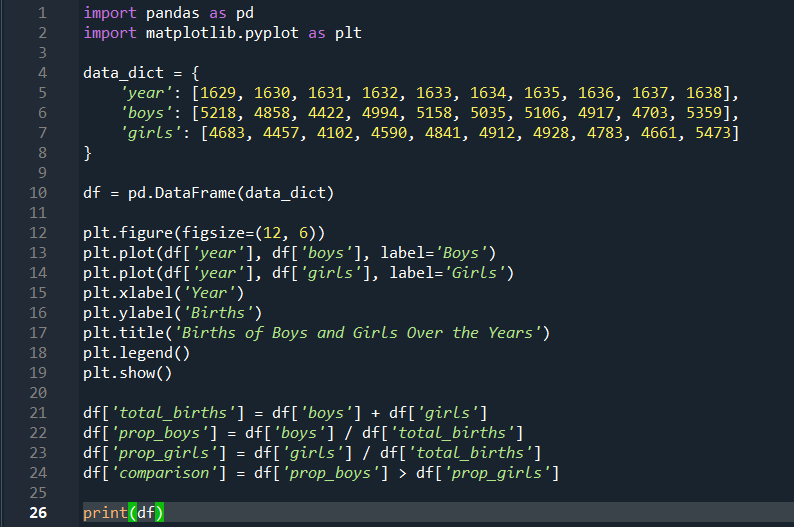 1 import pandas as pd
2 import matplotlib.pyplot as plt
3
4 data_dict = {
5     'year': [1629, 1630, 1631, 1632, 1633, 1634, 1635, 1636, 1637, 1638],
6     'boys': [5218, 4858, 4422, 4994, 5158, 5035, 5106, 4917, 4703, 5359],
7     'girls': [4683, 4457, 4102, 4590, 4841, 4912, 4928, 4783, 4661, 5473]
8 }
9
10 df = pd.DataFrame(data_dict)
11
12 plt.figure(figsize=(12, 6))
13 plt.plot(df['year'], df['boys'], label='Boys')
14 plt.plot(df['year'], df['girls'], label='Girls')
15 plt.xlabel('Year')
16 plt.ylabel('Births')
17 plt.title('Births of Boys and Girls Over the Years')
18 plt.legend()
19 plt.show()
20
21 df['total_births'] = df['boys'] + df['girls']
22 df['prop_boys'] = df['boys'] / df['total_births']
23 df['prop_girls'] = df['girls'] / df['total_births']
24 df['comparison'] = df['prop_boys'] > df['prop_girls']
25
26 print(df)